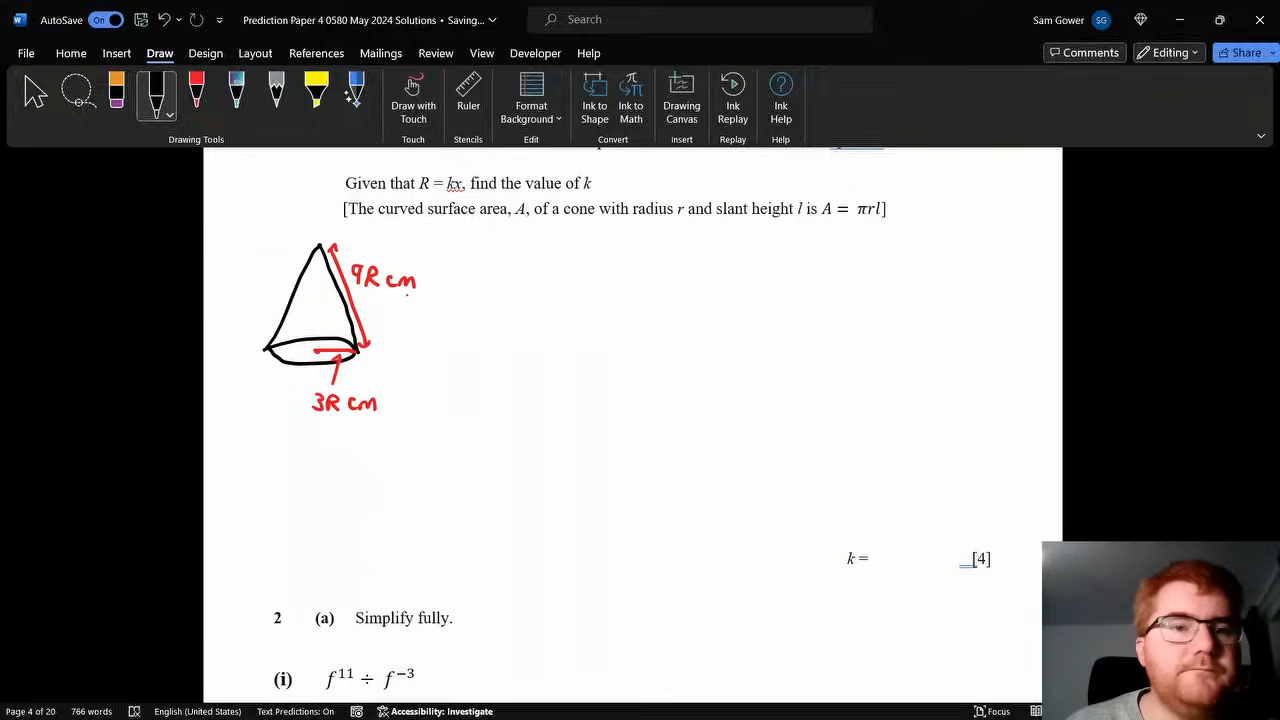 AutoSave On Prediction Paper 4 0580 May 2024 Solutions • Saving... Search Sam Gower SG
File Home Insert Draw Design Layout References Mailings Review View Developer Help Comments Editing Share
Draw with Touch Ruler Format Background Ink to Shape Ink to Math Drawing Canvas Ink Replay Ink Help
Drawing Tools Touch Stencils Edit Convert Insert Replay Help
Given that R = kx, find the value of k
[The curved surface area, A, of a cone with radius r and slant height l is A = πrl]
9R cm
3R cm
k = [4]
2 (a) Simplify fully.
(i) f¹¹ ÷ f⁻³
Page 4 of 20 766 words English (United States) Text Predictions: On Accessibility: Investigate Focus